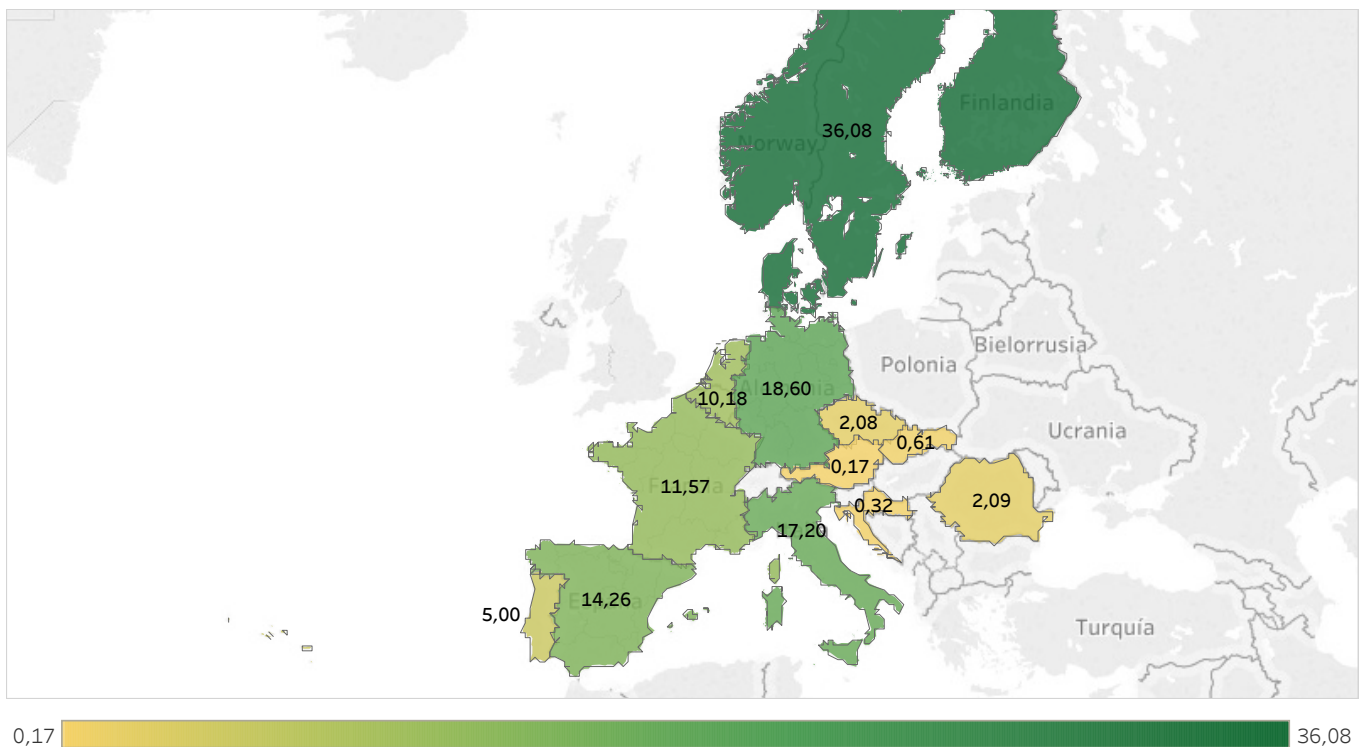 Finlandia
36,08
Norway
Bielorrusia
Polonia
18,60
10,18
2,08
Ucrania
0,61
0,17
11,57
2,09
0,32
17,20
14,26
5,00
Turquía
0,17
36,08